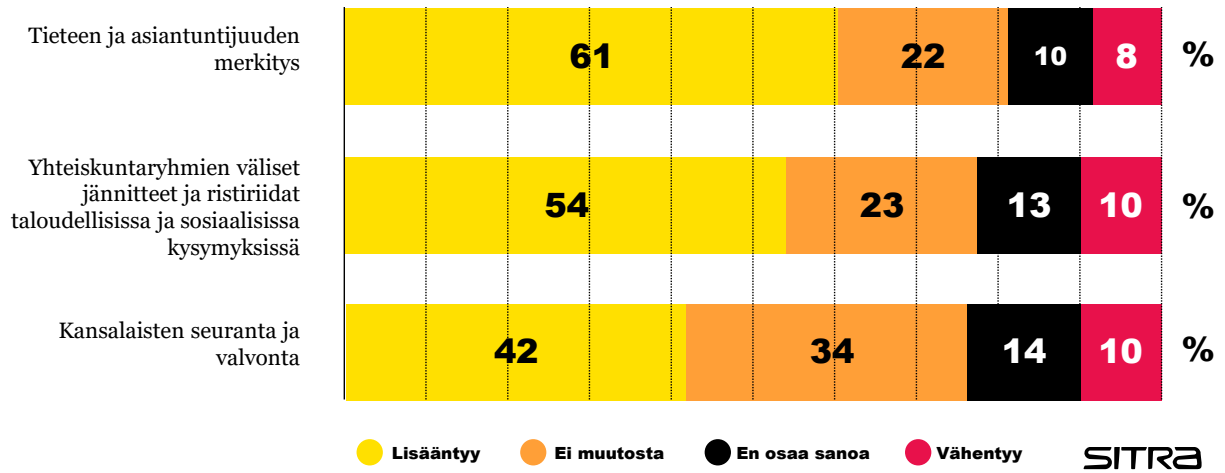 Tieteen ja asiantuntijuuden
merkitys
61 22 10 8 %
Yhteiskuntaryhmien väliset
jännitteet ja ristiriidat
taloudellisissa ja sosiaalisissa
kysymyksissä
54 23 13 10 %
Kansalaisten seuranta ja
valvonta
42 34 14 10 %
Lisääntyy Ei muutosta En osaa sanoa Vähentyy
SITRA